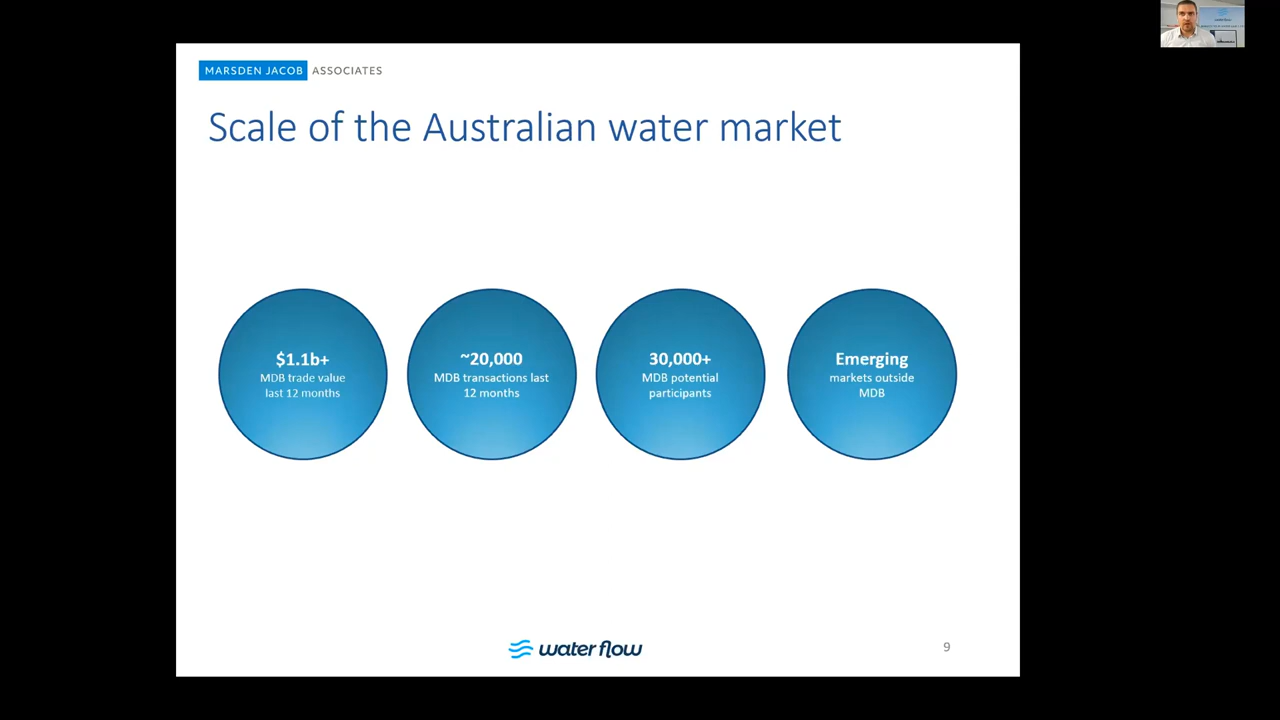 MARSDEN JACOB ASSOCIATES
Scale of the Australian water market
$1.1b+
MDB trade value
last 12 months
~20,000
MDB transactions last
12 months
30,000+
MDB potential
participants
Emerging
markets outside
MDB
water flow
9